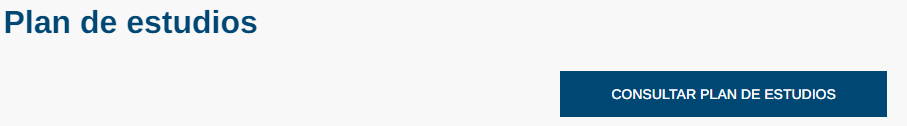 Plan de estudios
CONSULTAR PLAN DE ESTUDIOS